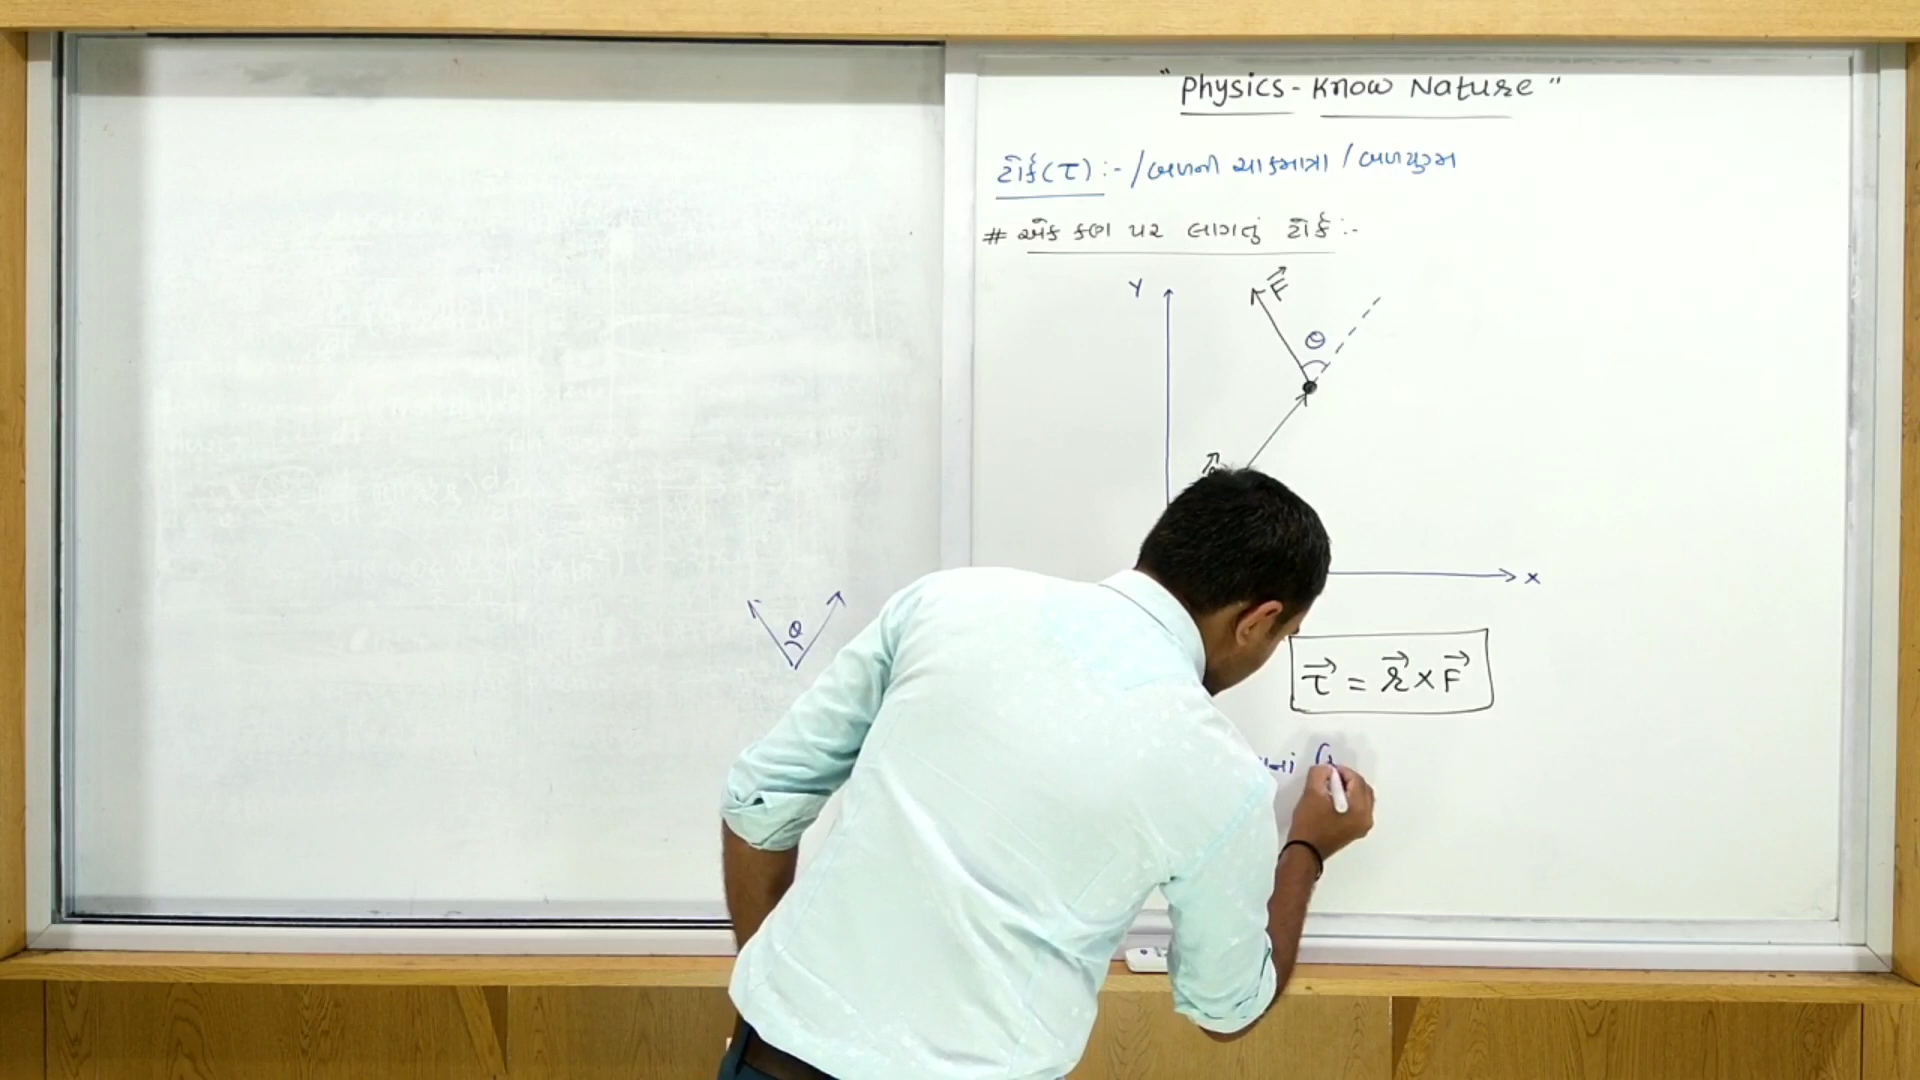 "Physics - Know Nature"
ટોર્ક (τ) :- / બળની ચાકમાત્રા / બળયુગ્મ
# એક કણ પર લાગતું ટોર્ક :-
Y
F⃗
θ
X
θ
τ⃗ = r⃗ × F⃗